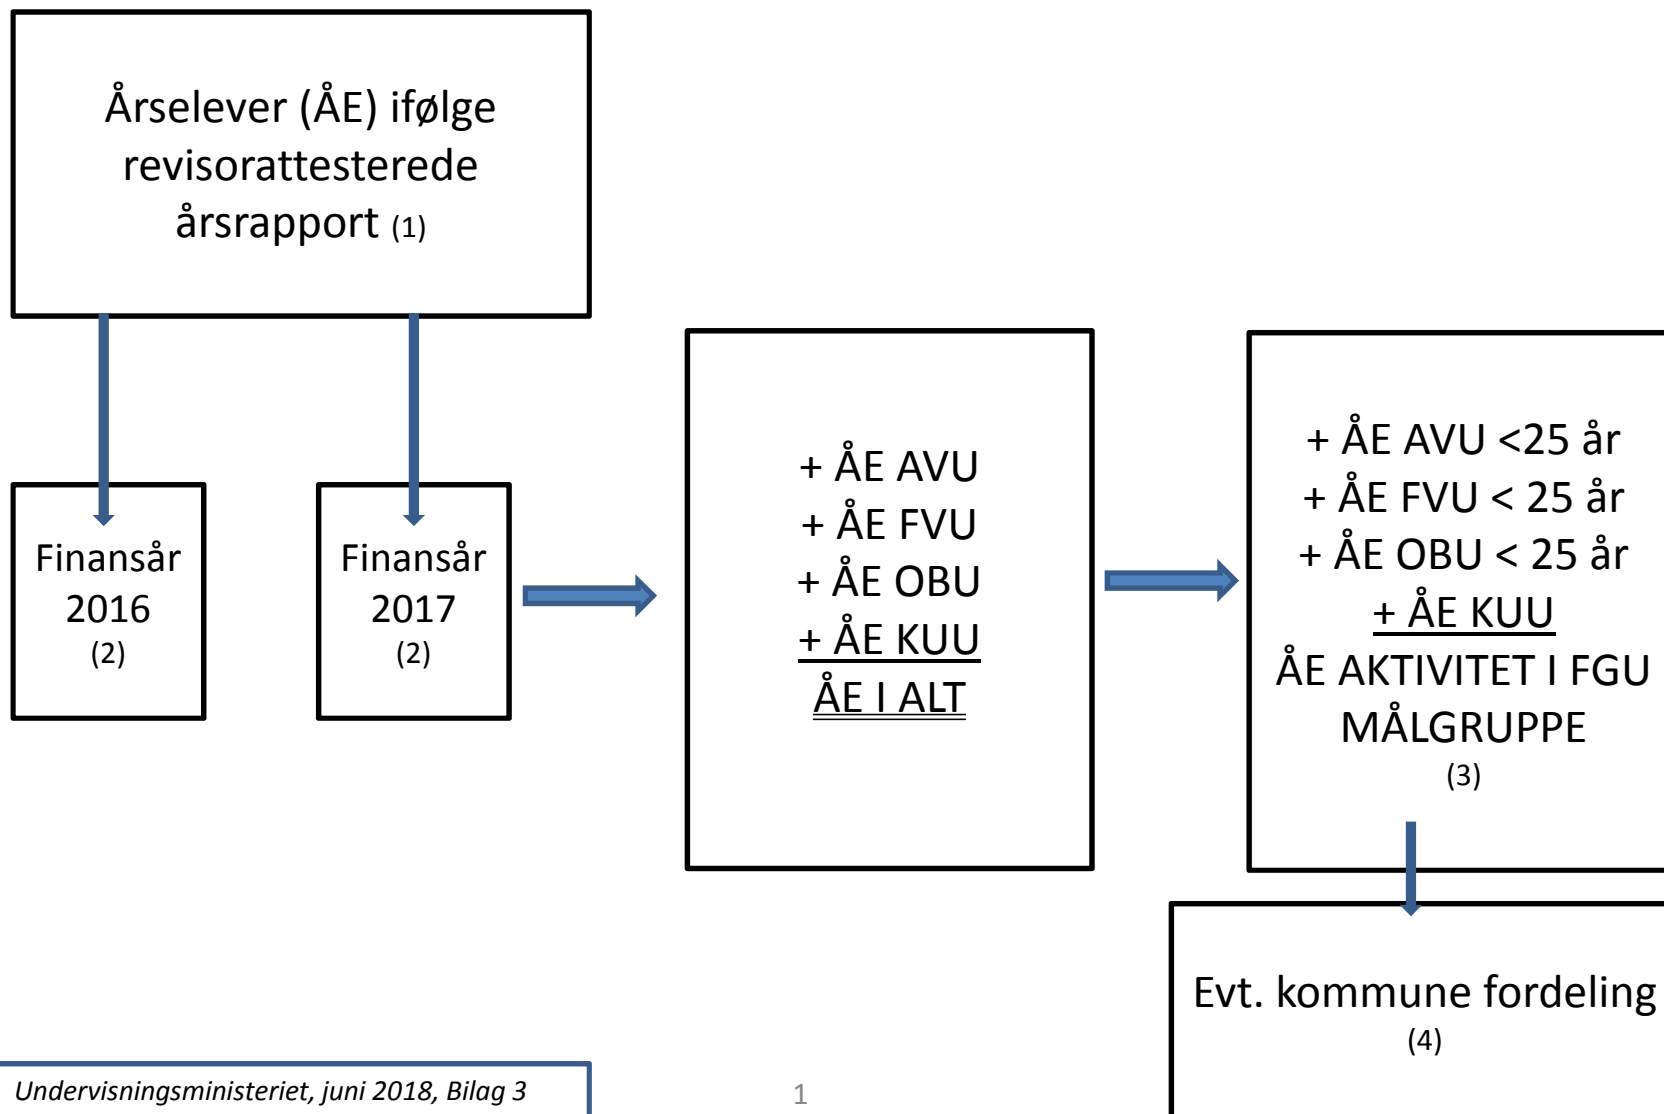 Årselever (ÅE) ifølge
revisorattesterede
årsrapport (1)
Finansår
2016
(2)
Finansår
2017
(2)
+ ÅE AVU
+ ÅE FVU
+ ÅE OBU
+ ÅE KUU
ÅE I ALT
+ ÅE AVU <25 år
+ ÅE FVU < 25 år
+ ÅE OBU < 25 år
+ ÅE KUU
ÅE AKTIVITET I FGU
MÅLGRUPPE
(3)
Evt. kommune fordeling
(4)
Undervisningsministeriet, juni 2018, Bilag 3
1